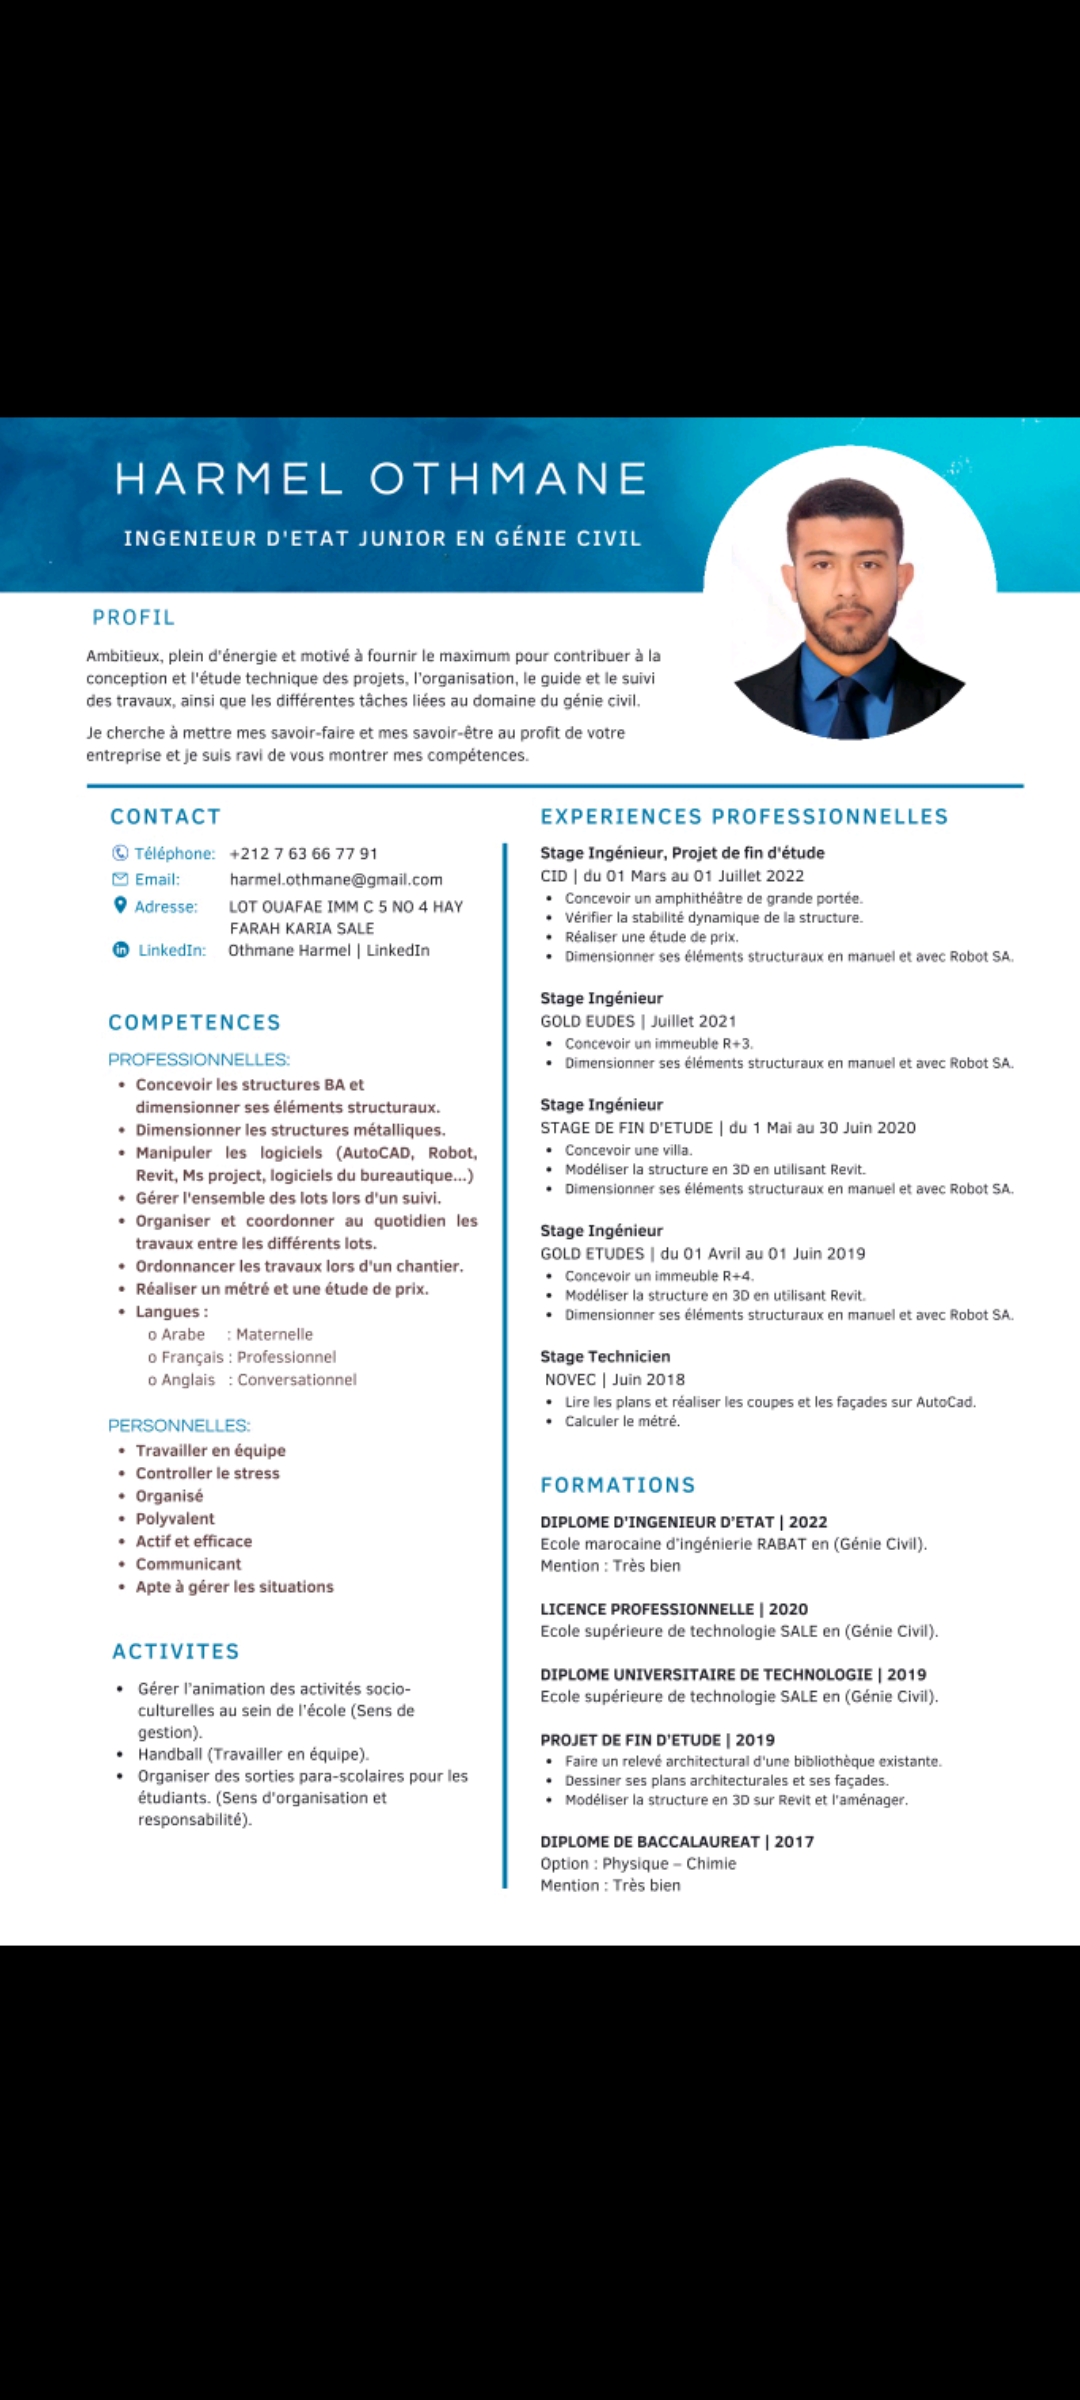 HARMEL OTHMANE
INGENIEUR D'ETAT JUNIOR EN GÉNIE CIVIL
PROFIL
Ambitieux, plein d'énergie et motivé à fournir le maximum pour contribuer à la
conception et l'étude technique des projets, l'organisation, le guide et le suivi
des travaux, ainsi que les différentes tâches liées au domaine du génie civil.
Je cherche à mettre mes savoir-faire et mes savoir-être au profit de votre
entreprise et je suis ravi de vous montrer mes compétences.
CONTACT
Téléphone: +212 7 63 66 77 91
Email: harmel.othmane@gmail.com
Adresse: LOT OUAFAE IMM C 5 NO 4 HAY
FARAH KARIA SALE
LinkedIn: Othmane Harmel | LinkedIn
COMPETENCES
PROFESSIONNELLES:
• Concevoir les structures BA et
dimensionner ses éléments structuraux.
• Dimensionner les structures métalliques.
• Manipuler les logiciels (AutoCAD, Robot,
Revit, Ms project, logiciels du bureautique...)
• Gérer l'ensemble des lots lors d'un suivi.
• Organiser et coordonner au quotidien les
travaux entre les différents lots.
• Ordonnancer les travaux lors d'un chantier.
• Réaliser un métré et une étude de prix.
• Langues :
o Arabe : Maternelle
o Français : Professionnel
o Anglais : Conversationnel
PERSONNELLES:
• Travailler en équipe
• Controller le stress
• Organisé
• Polyvalent
• Actif et efficace
• Communicant
• Apte à gérer les situations
ACTIVITES
• Gérer l'animation des activités socio-
culturelles au sein de l'école (Sens de
gestion).
• Handball (Travailler en équipe).
• Organiser des sorties para-scolaires pour les
étudiants. (Sens d'organisation et
responsabilité).
EXPERIENCES PROFESSIONNELLES
Stage Ingénieur, Projet de fin d'étude
CID | du 01 Mars au 01 Juillet 2022
• Concevoir un amphithéâtre de grande portée.
• Vérifier la stabilité dynamique de la structure.
• Réaliser une étude de prix.
• Dimensionner ses éléments structuraux en manuel et avec Robot SA.
Stage Ingénieur
GOLD EUDES | Juillet 2021
• Concevoir un immeuble R+3.
• Dimensionner ses éléments structuraux en manuel et avec Robot SA.
Stage Ingénieur
STAGE DE FIN D'ETUDE | du 1 Mai au 30 Juin 2020
• Concevoir une villa.
• Modéliser la structure en 3D en utilisant Revit.
• Dimensionner ses éléments structuraux en manuel et avec Robot SA.
Stage Ingénieur
GOLD ETUDES | du 01 Avril au 01 Juin 2019
• Concevoir un immeuble R+4.
• Modéliser la structure en 3D en utilisant Revit.
• Dimensionner ses éléments structuraux en manuel et avec Robot SA.
Stage Technicien
NOVEC | Juin 2018
• Lire les plans et réaliser les coupes et les façades sur AutoCad.
• Calculer le métré.
FORMATIONS
DIPLOME D'INGENIEUR D'ETAT | 2022
Ecole marocaine d'ingénierie RABAT en (Génie Civil).
Mention : Très bien
LICENCE PROFESSIONNELLE | 2020
Ecole supérieure de technologie SALE en (Génie Civil).
DIPLOME UNIVERSITAIRE DE TECHNOLOGIE | 2019
Ecole supérieure de technologie SALE en (Génie Civil).
PROJET DE FIN D'ETUDE | 2019
• Faire un relevé architectural d'une bibliothèque existante.
• Dessiner ses plans architecturales et ses façades.
• Modéliser la structure en 3D sur Revit et l'aménager.
DIPLOME DE BACCALAUREAT | 2017
Option : Physique – Chimie
Mention : Très bien